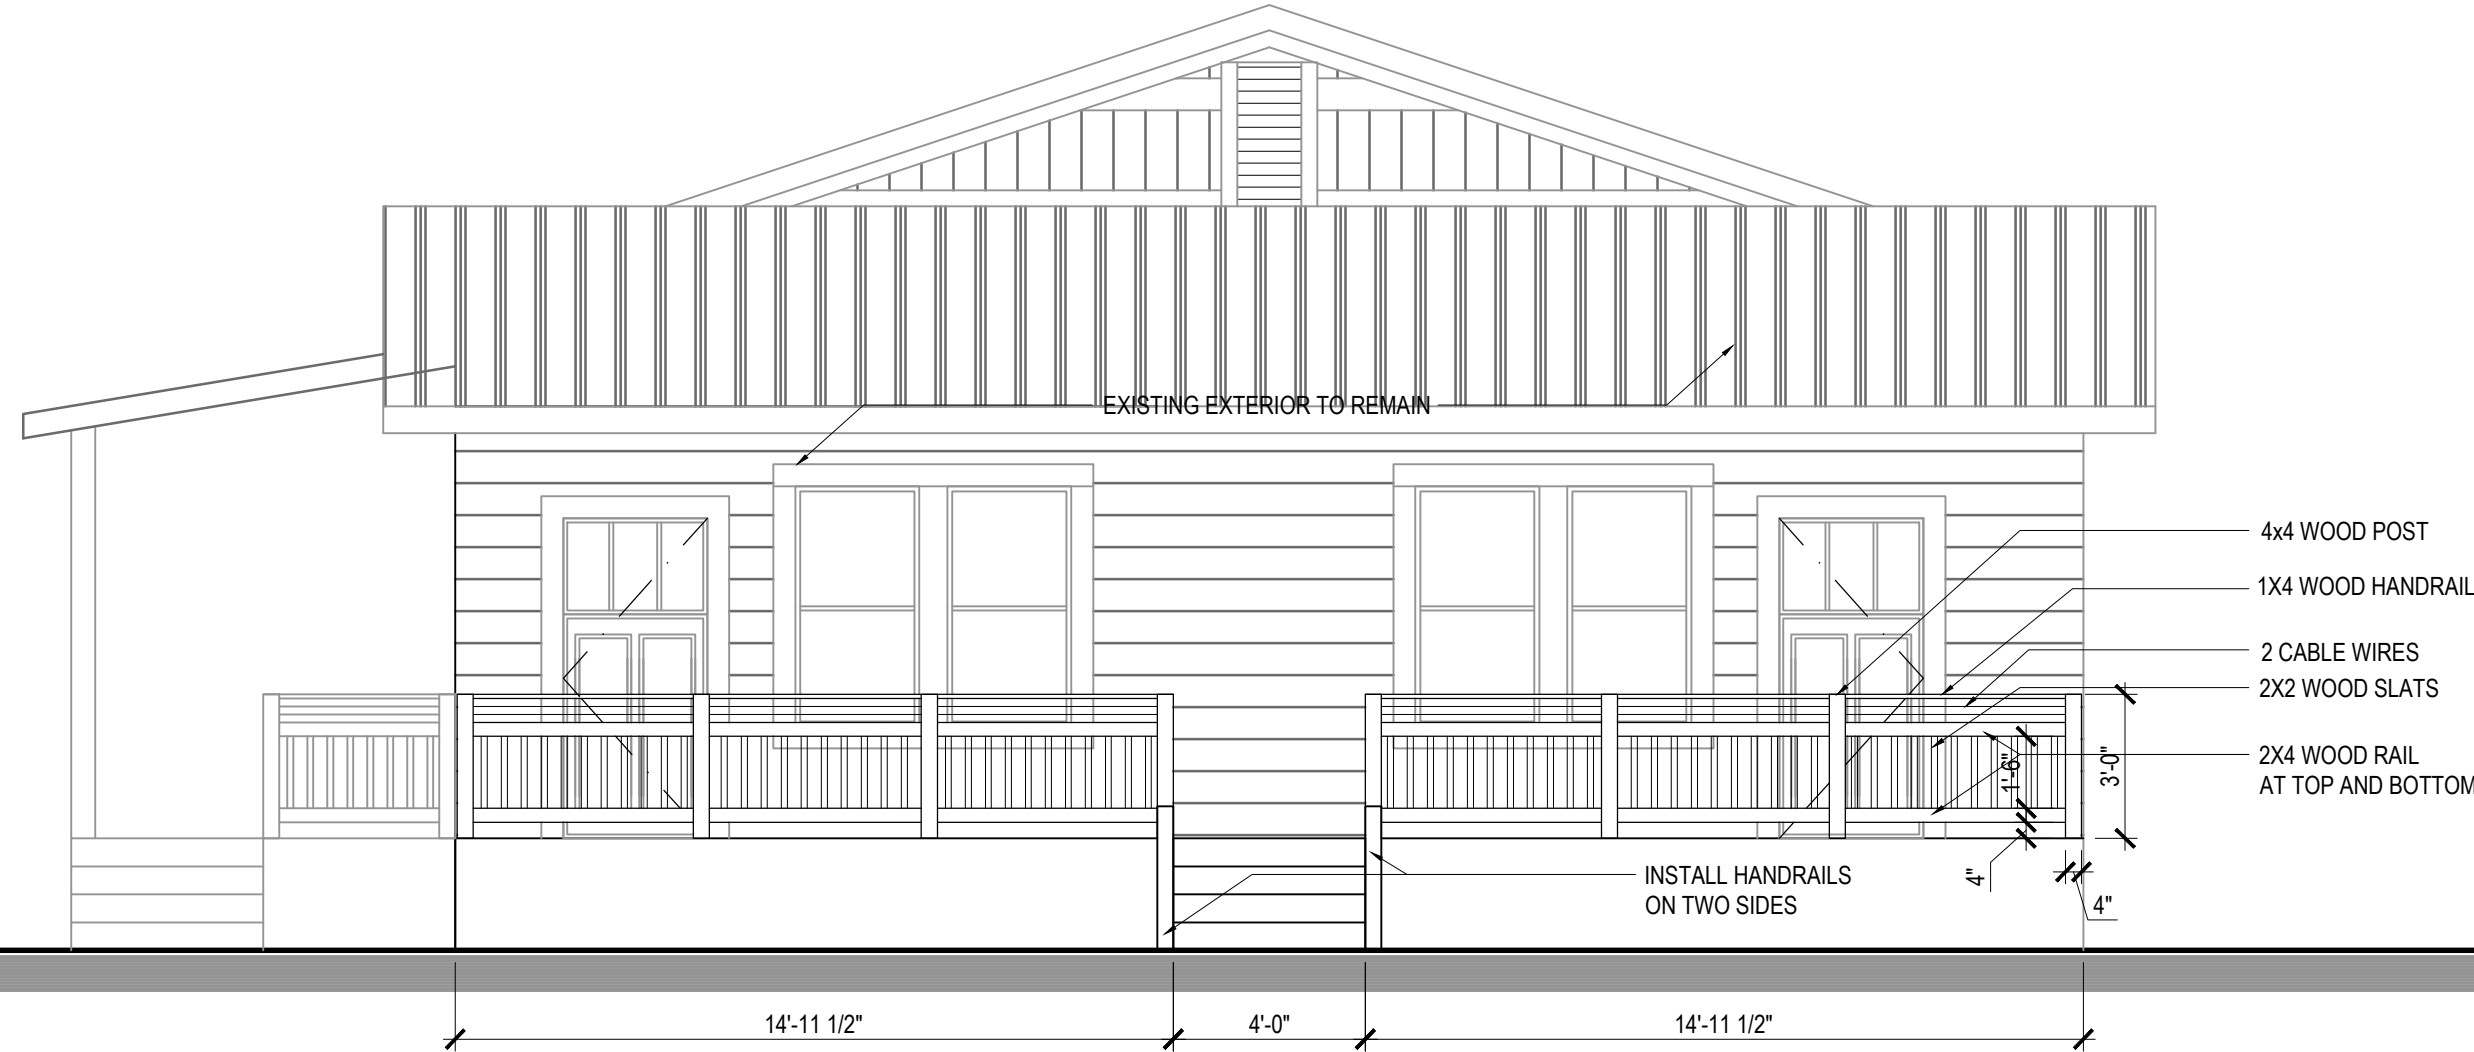 EXISTING EXTERIOR TO REMAIN
4x4 WOOD POST
1X4 WOOD HANDRAIL
2 CABLE WIRES
2X2 WOOD SLATS
2X4 WOOD RAIL
AT TOP AND BOTTOM
1'-6"
3'-0"
4"
4"
INSTALL HANDRAILS
ON TWO SIDES
14'-11 1/2"
4'-0"
14'-11 1/2"